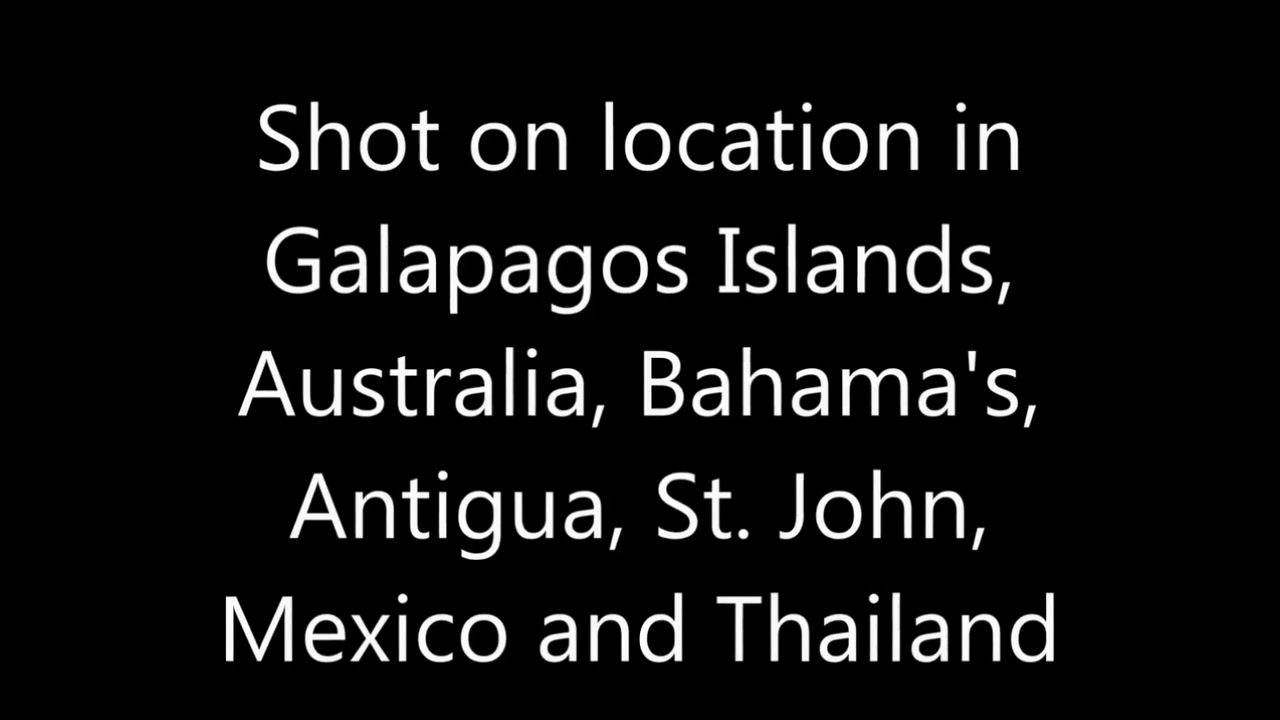 Shot on location in
Galapagos Islands,
Australia, Bahama's,
Antigua, St. John,
Mexico and Thailand